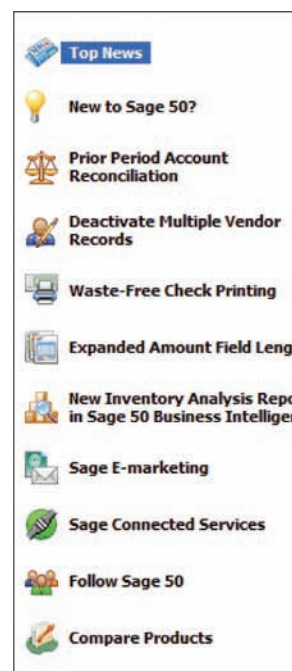 Top News
New to Sage 50?
Prior Period Account
Reconciliation
Deactivate Multiple Vendor
Records
Waste-Free Check Printing
Expanded Amount Field Leng
New Inventory Analysis Repo
in Sage 50 Business Intelliger
Sage E-marketing
Sage Connected Services
Follow Sage 50
Compare Products